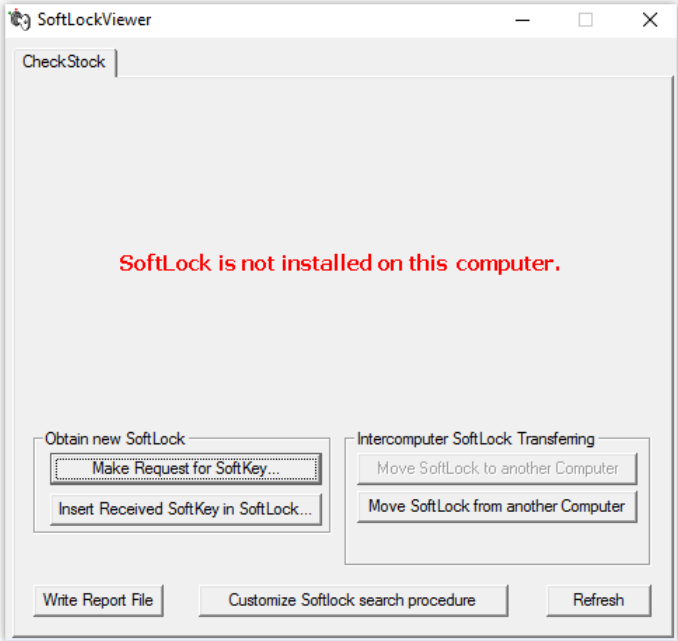 SoftLockViewer
CheckStock
SoftLock is not installed on this computer.
Obtain new SoftLock
Make Request for SoftKey...
Insert Received SoftKey in SoftLock...
Intercomputer SoftLock Transferring
Move SoftLock to another Computer
Move SoftLock from another Computer
Write Report File
Customize Softlock search procedure
Refresh